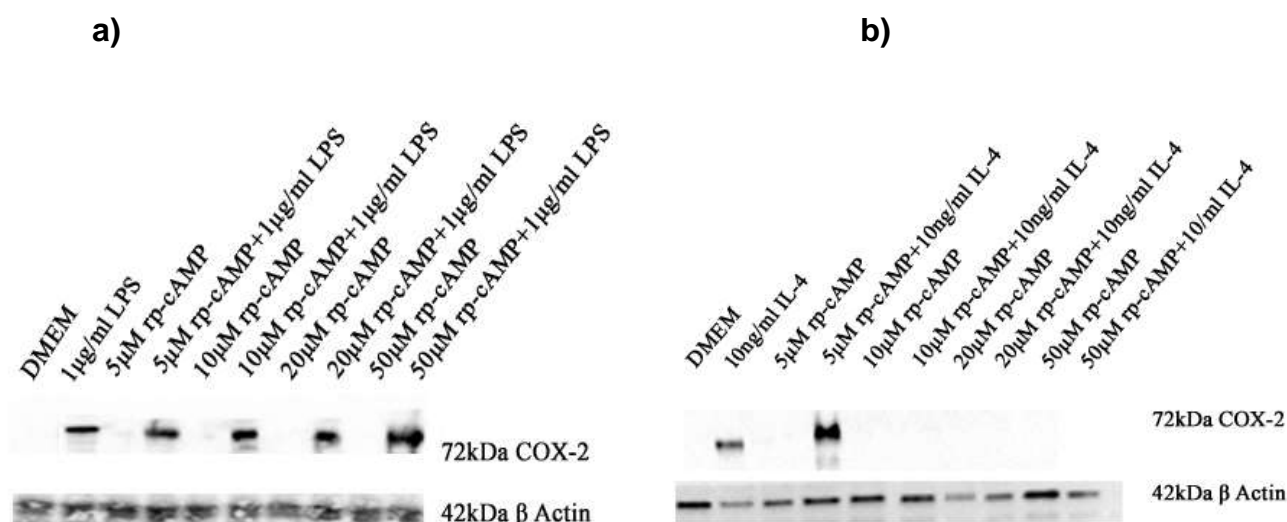 a)
DMEM
1µg/ml LPS
5µM rp-cAMP
5µM rp-cAMP+1µg/ml LPS
10µM rp-cAMP
10µM rp-cAMP+1µg/ml LPS
20µM rp-cAMP
20µM rp-cAMP+1µg/ml LPS
50µM rp-cAMP
50µM rp-cAMP+1µg/ml LPS
72kDa COX-2
42kDa β Actin
b)
DMEM
10ng/ml IL-4
5µM rp-cAMP
5µM rp-cAMP+10ng/ml IL-4
10µM rp-cAMP
10µM rp-cAMP+10ng/ml IL-4
20µM rp-cAMP
20µM rp-cAMP+10ng/ml IL-4
50µM rp-cAMP
50µM rp-cAMP+10/ml IL-4
72kDa COX-2
42kDa β Actin